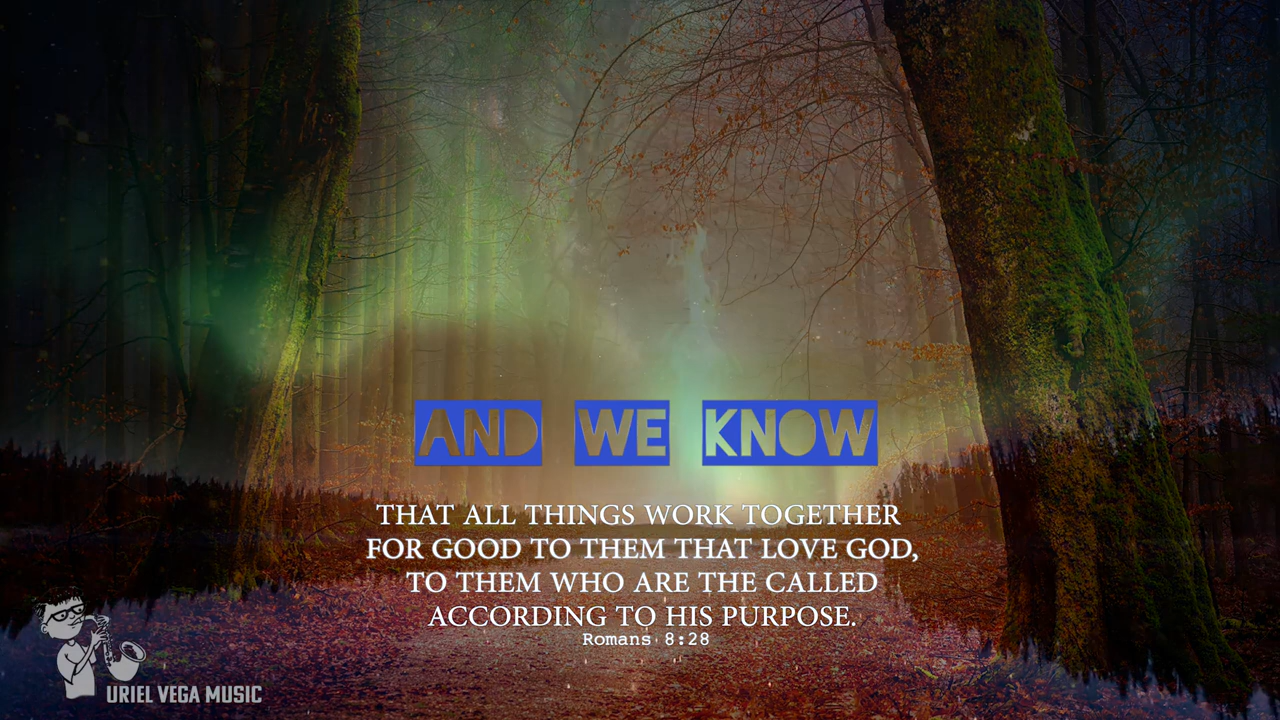 AND WE KNOW
THAT ALL THINGS WORK TOGETHER
FOR GOOD TO THEM THAT LOVE GOD,
TO THEM WHO ARE THE CALLED
ACCORDING TO HIS PURPOSE.
Romans 8:28
URIEL VEGA MUSIC